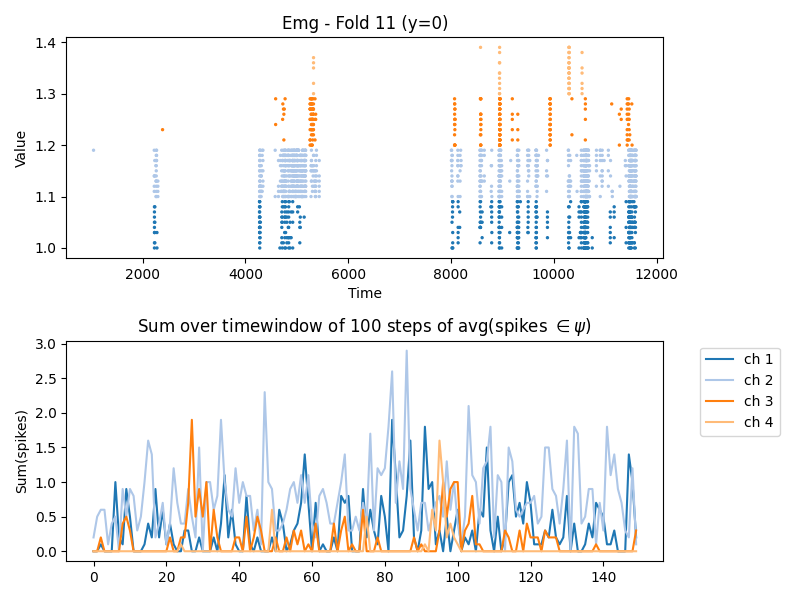 Emg - Fold 11 (y=0)
1.4
1.3
1.2
1.1
1.0
Value
2000 4000 6000 8000 10000 12000
Time
Sum over timewindow of 100 steps of avg(spikes ∈ ψ)
3.0
2.5
2.0
1.5
1.0
0.5
0.0
Sum(spikes)
0 20 40 60 80 100 120 140
ch 1
ch 2
ch 3
ch 4